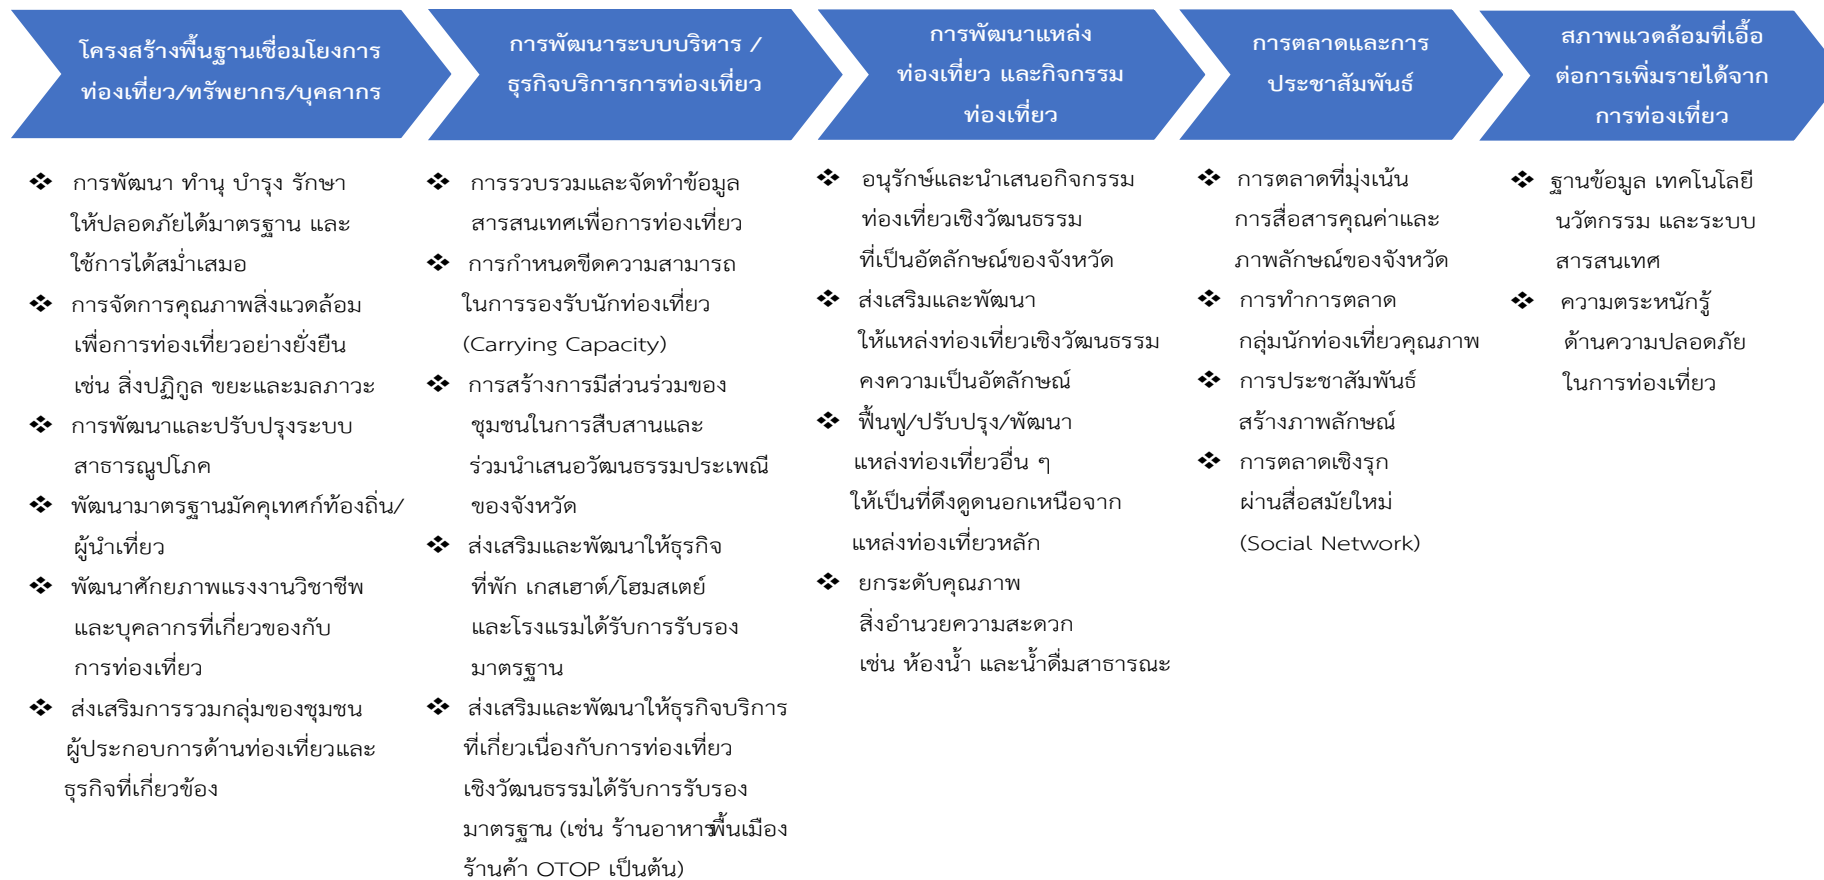 โครงสร้างพื้นฐานเชื่อมโยงการ
ท่องเที่ยว/ทรัพยากร/บุคลากร
❖ การพัฒนา ทำนุ บำรุง รักษา
ให้ปลอดภัยได้มาตรฐาน และ
ใช้การได้สม่ำเสมอ
❖ การจัดการคุณภาพสิ่งแวดล้อม
เพื่อการท่องเที่ยวอย่างยั่งยืน
เช่น สิ่งปฏิกูล ขยะและมลภาวะ
❖ การพัฒนาและปรับปรุงระบบ
สาธารณูปโภค
❖ พัฒนามาตรฐานมัคคุเทศก์ท้องถิ่น/
ผู้นำเที่ยว
❖ พัฒนาศักยภาพแรงงานวิชาชีพ
และบุคลากรที่เกี่ยวของกับ
การท่องเที่ยว
❖ ส่งเสริมการรวมกลุ่มของชุมชน
ผู้ประกอบการด้านท่องเที่ยวและ
ธุรกิจที่เกี่ยวข้อง
การพัฒนาระบบบริหาร /
ธุรกิจบริการการท่องเที่ยว
❖ การรวบรวมและจัดทำข้อมูล
สารสนเทศเพื่อการท่องเที่ยว
❖ การกำหนดขีดความสามารถ
ในการรองรับนักท่องเที่ยว
(Carrying Capacity)
❖ การสร้างการมีส่วนร่วมของ
ชุมชนในการสืบสานและ
ร่วมนำเสนอวัฒนธรรมประเพณี
ของจังหวัด
❖ ส่งเสริมและพัฒนาให้ธุรกิจ
ที่พัก เกสเฮาต์/โฮมสเตย์
และโรงแรมได้รับการรับรอง
มาตรฐาน
❖ ส่งเสริมและพัฒนาให้ธุรกิจบริการ
ที่เกี่ยวเนื่องกับการท่องเที่ยว
เชิงวัฒนธรรมได้รับการรับรอง
มาตรฐาน (เช่น ร้านอาหารพื้นเมือง
ร้านค้า OTOP เป็นต้น)
การพัฒนาแหล่ง
ท่องเที่ยว และกิจกรรม
ท่องเที่ยว
❖ อนุรักษ์และนำเสนอกิจกรรม
ท่องเที่ยวเชิงวัฒนธรรม
ที่เป็นอัตลักษณ์ของจังหวัด
❖ ส่งเสริมและพัฒนา
ให้แหล่งท่องเที่ยวเชิงวัฒนธรรม
คงความเป็นอัตลักษณ์
❖ ฟื้นฟู/ปรับปรุง/พัฒนา
แหล่งท่องเที่ยวอื่น ๆ
ให้เป็นที่ดึงดูดนอกเหนือจาก
แหล่งท่องเที่ยวหลัก
❖ ยกระดับคุณภาพ
สิ่งอำนวยความสะดวก
เช่น ห้องน้ำ และน้ำดื่มสาธารณะ
การตลาดและการ
ประชาสัมพันธ์
❖ การตลาดที่มุ่งเน้น
การสื่อสารคุณค่าและ
ภาพลักษณ์ของจังหวัด
❖ การทำการตลาด
กลุ่มนักท่องเที่ยวคุณภาพ
❖ การประชาสัมพันธ์
สร้างภาพลักษณ์
❖ การตลาดเชิงรุก
ผ่านสื่อสมัยใหม่
(Social Network)
สภาพแวดล้อมที่เอื้อ
ต่อการเพิ่มรายได้จาก
การท่องเที่ยว
❖ ฐานข้อมูล เทคโนโลยี
นวัตกรรม และระบบ
สารสนเทศ
❖ ความตระหนักรู้
ด้านความปลอดภัย
ในการท่องเที่ยว